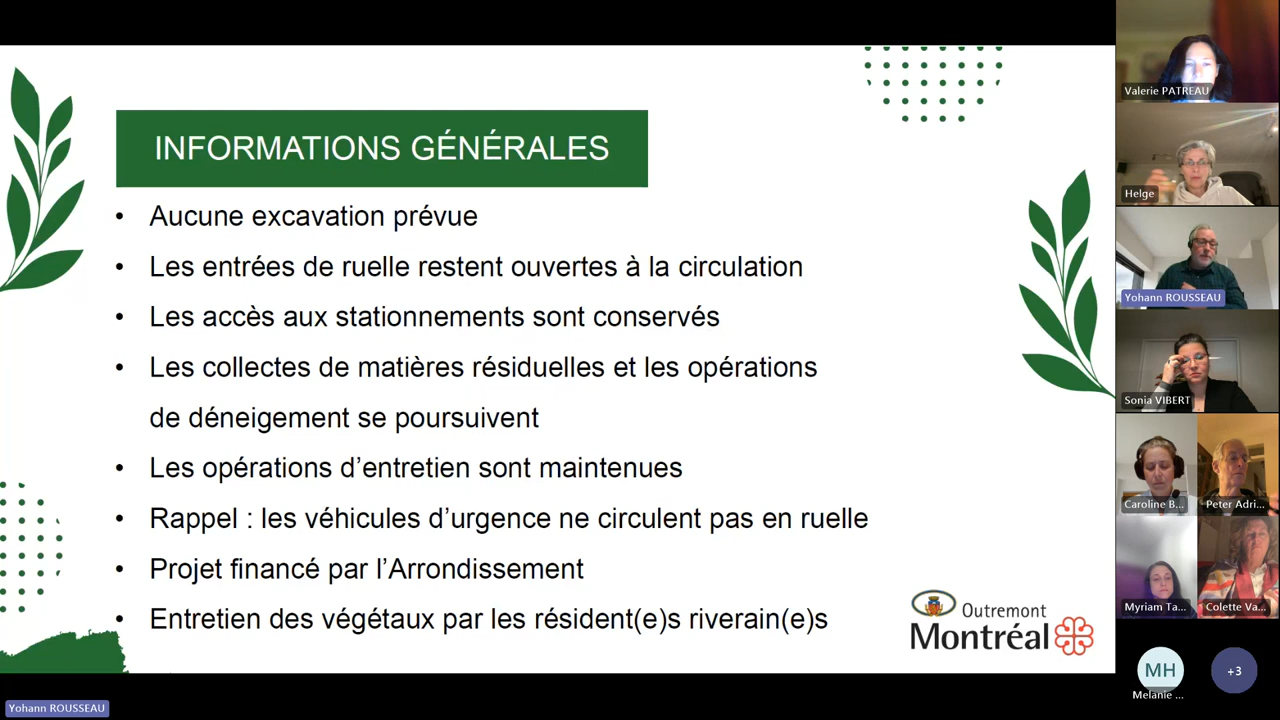 INFORMATIONS GÉNÉRALES
• Aucune excavation prévue
• Les entrées de ruelle restent ouvertes à la circulation
• Les accès aux stationnements sont conservés
• Les collectes de matières résiduelles et les opérations
de déneigement se poursuivent
• Les opérations d’entretien sont maintenues
• Rappel : les véhicules d’urgence ne circulent pas en ruelle
• Projet financé par l’Arrondissement
• Entretien des végétaux par les résident(e)s riverain(e)s
Outremont
Montréal
Valerie PATREAU
Helge
Yohann ROUSSEAU
Sonia VIBERT
Caroline B...
Peter Adri...
Myriam Ta...
Colette Va...
MH
+3
Melanie ...
Yohann ROUSSEAU